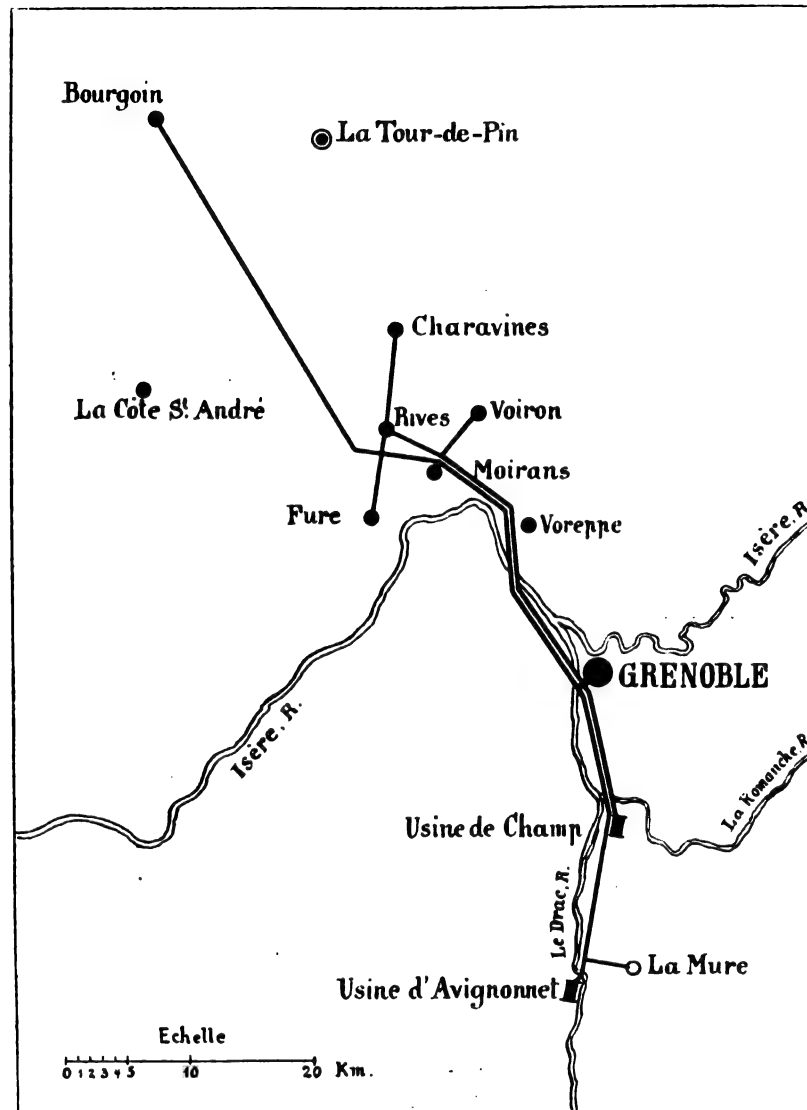 Bourgoin
La Tour-de-Pin
Charavines
La Côte St. André
Rives
Voiron
Moirans
Fure
Voreppe
Isère. R.
GRENOBLE
Isère. R.
La Romanche. R.
Usine de Champ
Le Drac. R.
La Mure
Usine d'Avignonnet
Echelle
0 1 2 3 4 5 10 20 Km.